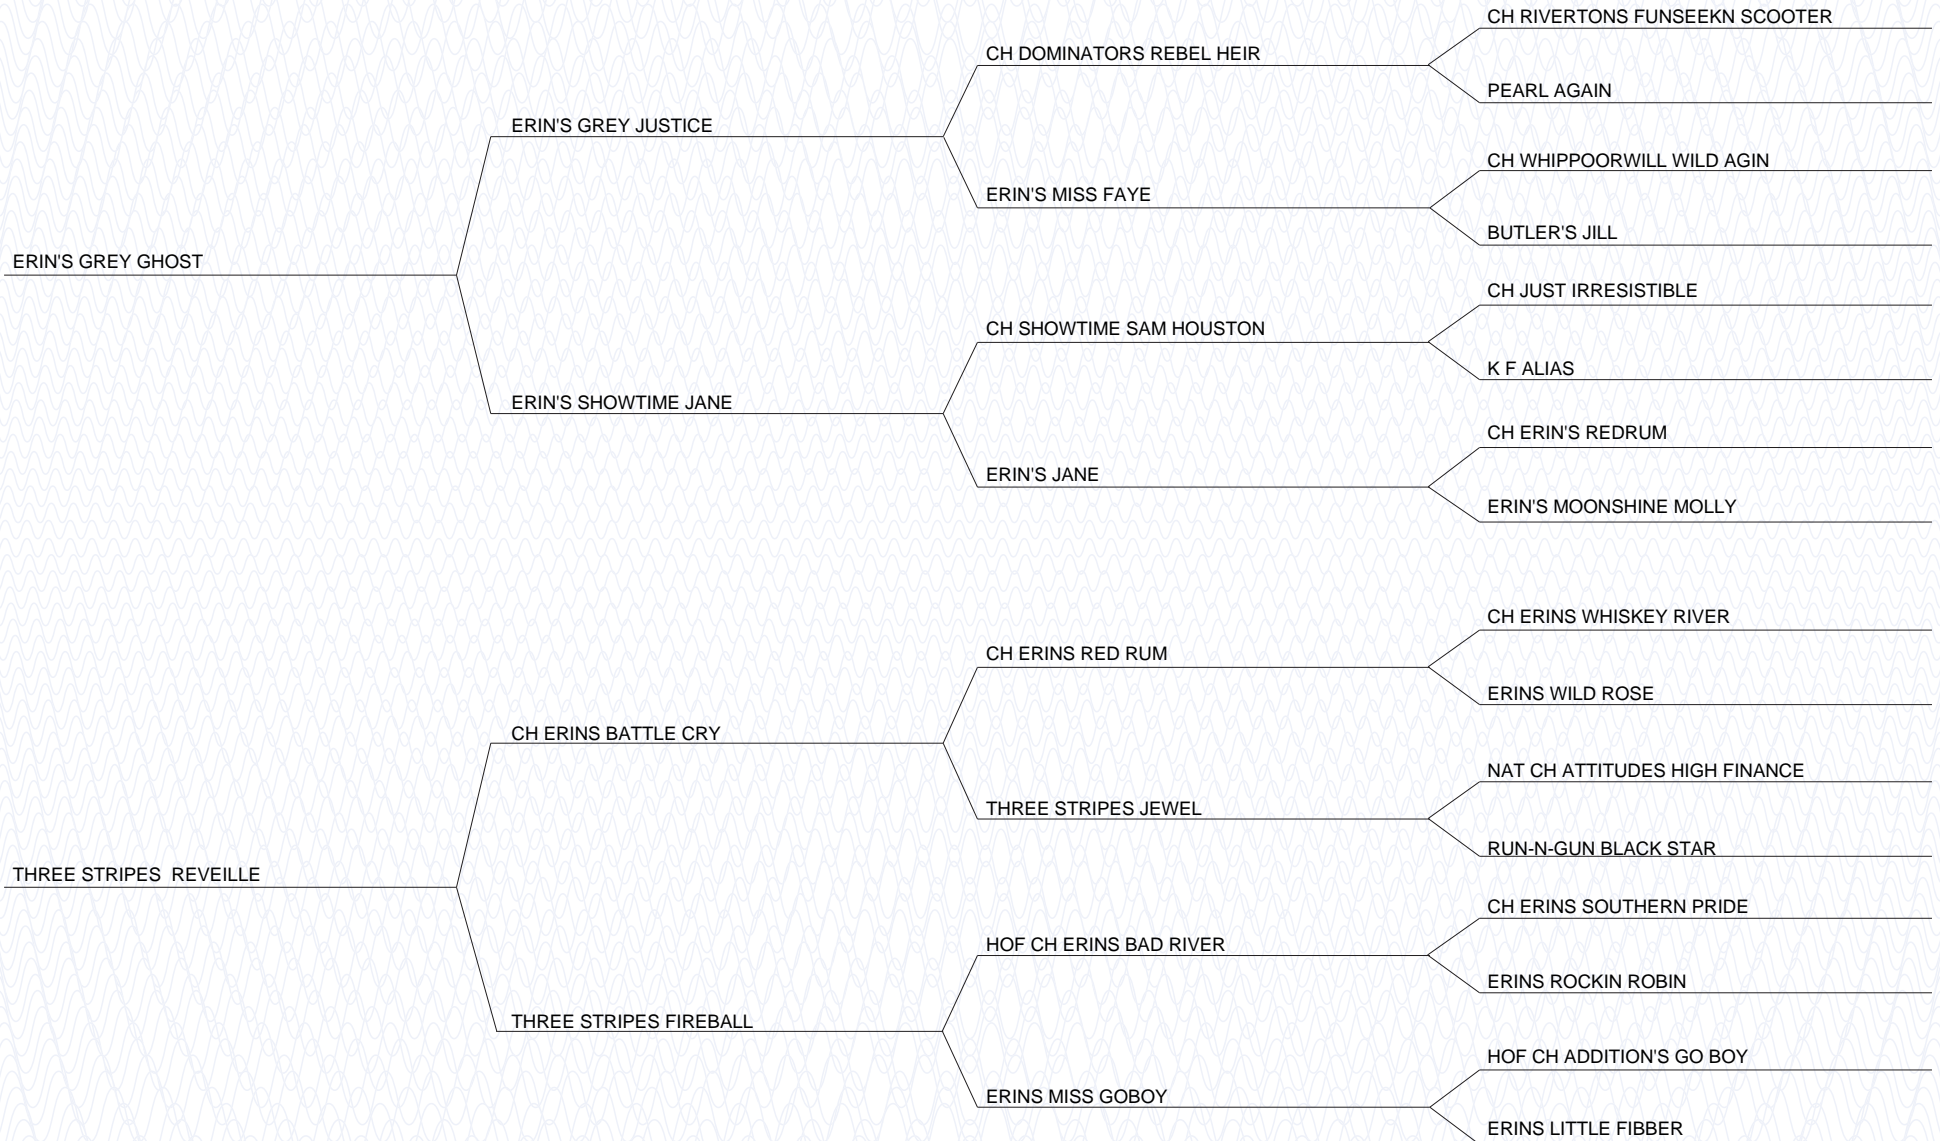 CH RIVERTONS FUNSEEKN SCOOTER
CH DOMINATORS REBEL HEIR
PEARL AGAIN
ERIN'S GREY JUSTICE
CH WHIPPOORWILL WILD AGIN
ERIN'S MISS FAYE
BUTLER'S JILL
ERIN'S GREY GHOST
CH JUST IRRESISTIBLE
CH SHOWTIME SAM HOUSTON
K F ALIAS
ERIN'S SHOWTIME JANE
CH ERIN'S REDRUM
ERIN'S JANE
ERIN'S MOONSHINE MOLLY
CH ERINS WHISKEY RIVER
CH ERINS RED RUM
ERINS WILD ROSE
CH ERINS BATTLE CRY
NAT CH ATTITUDES HIGH FINANCE
THREE STRIPES JEWEL
RUN-N-GUN BLACK STAR
THREE STRIPES  REVEILLE
CH ERINS SOUTHERN PRIDE
HOF CH ERINS BAD RIVER
ERINS ROCKIN ROBIN
THREE STRIPES FIREBALL
HOF CH ADDITION'S GO BOY
ERINS MISS GOBOY
ERINS LITTLE FIBBER